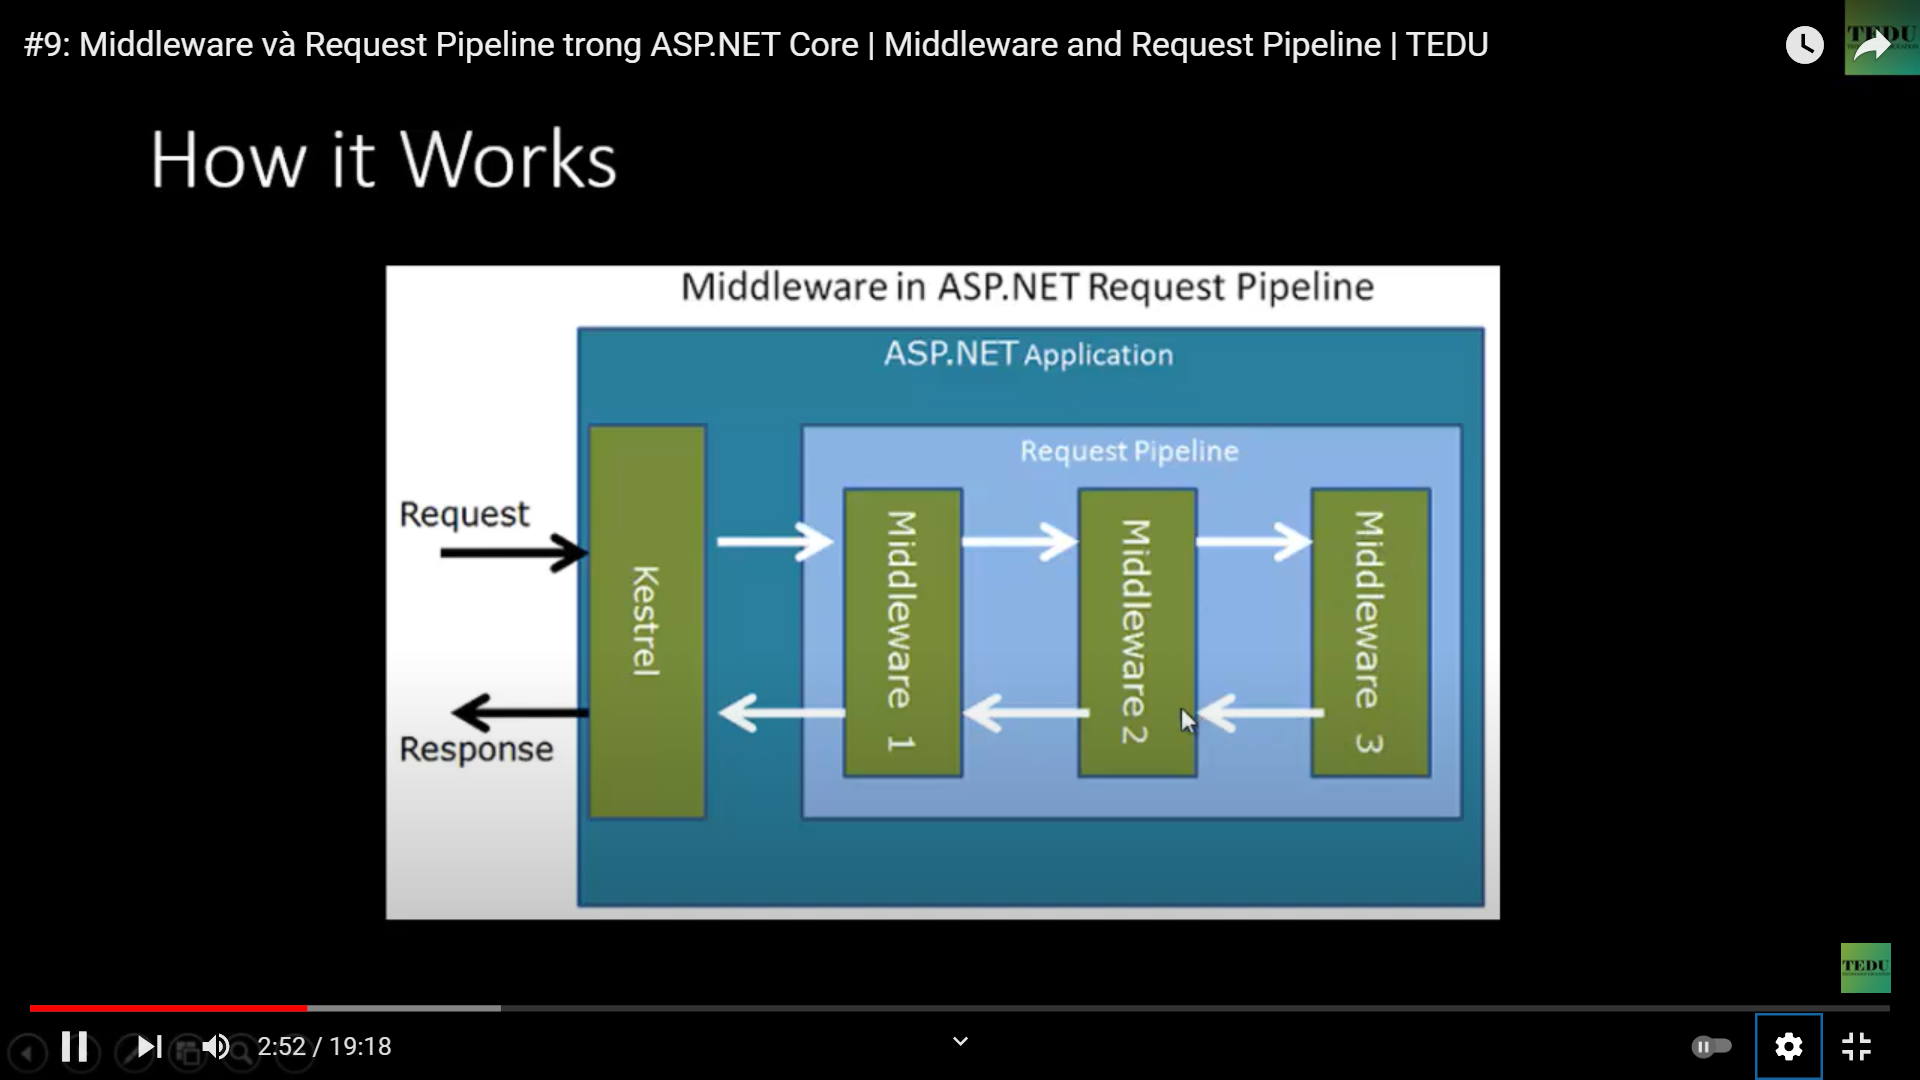 #9: Middleware và Request Pipeline trong ASP.NET Core | Middleware and Request Pipeline | TEDU
TEDU
How it Works
Middleware in ASP.NET Request Pipeline
ASP.NET Application
Request Pipeline
Request
Kestrel
Middleware 1
Middleware 2
Middleware 3
Response
TEDU
2:52 / 19:18